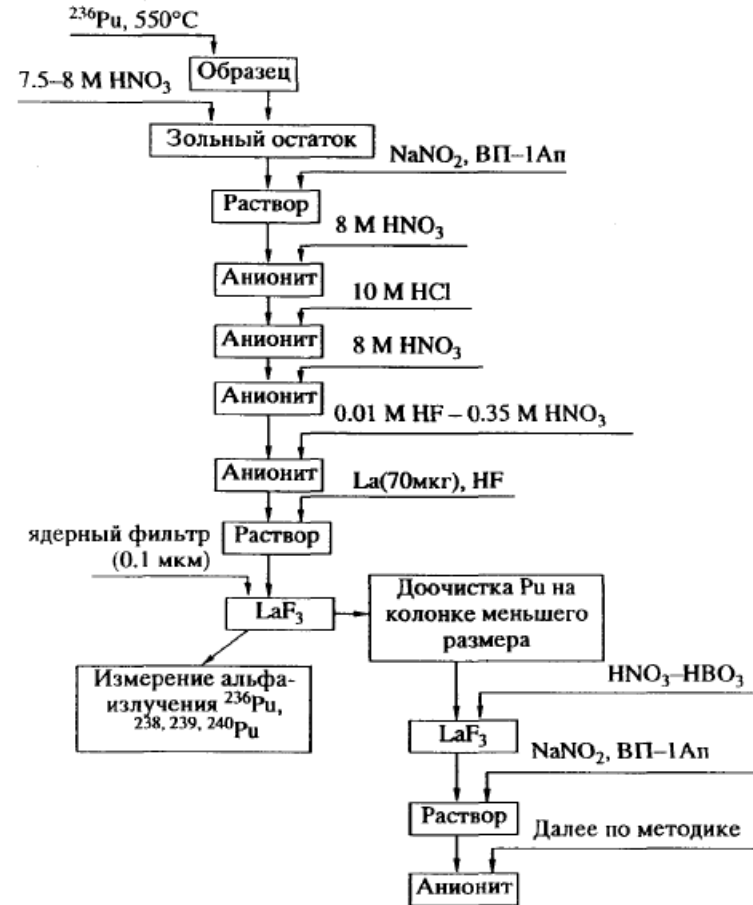 ²³⁶Pu, 550°C
Образец
7.5–8 М HNO₃
Зольный остаток
NaNO₂, ВП–1Ап
Раствор
8 М HNO₃
Анионит
10 М HCl
Анионит
8 М HNO₃
Анионит
0.01 М HF – 0.35 М HNO₃
Анионит
La(70мкг), HF
ядерный фильтр
(0.1 мкм)
Раствор
LaF₃
Доочистка Pu на
колонке меньшего
размера
Измерение альфа-
излучения ²³⁶Pu,
²³⁸, ²³⁹, ²⁴⁰Pu
HNO₃–HBO₃
LaF₃
NaNO₂, ВП–1Ап
Раствор
Далее по методике
Анионит